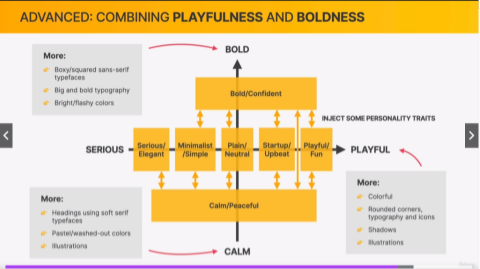 ADVANCED: COMBINING PLAYFULNESS AND BOLDNESS
More:
Boxy/squared sans-serif
typefaces
Big and bold typography
Bright/flashy colors
BOLD
Bold/Confident
INJECT SOME PERSONALITY TRAITS
SERIOUS
Serious/
Elegant
Minimalist
/Simple
Plain/
Neutral
Startup/
Upbeat
Playful/
Fun
PLAYFUL
Calm/Peaceful
CALM
More:
Headings using soft serif
typefaces
Pastel/washed-out colors
Illustrations
More:
Colorful
Rounded corners,
typography and icons
Shadows
Illustrations